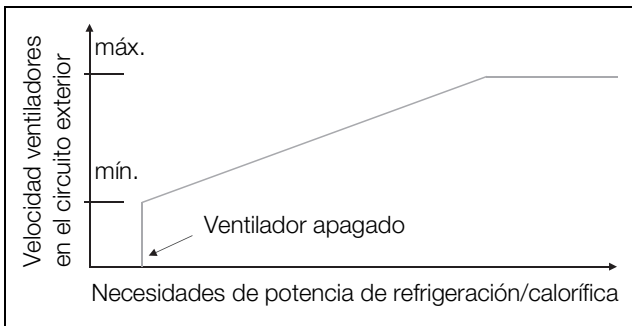 Velocidad ventiladores
en el circuito exterior
máx.
mín.
Ventilador apagado
Necesidades de potencia de refrigeración/calorífica